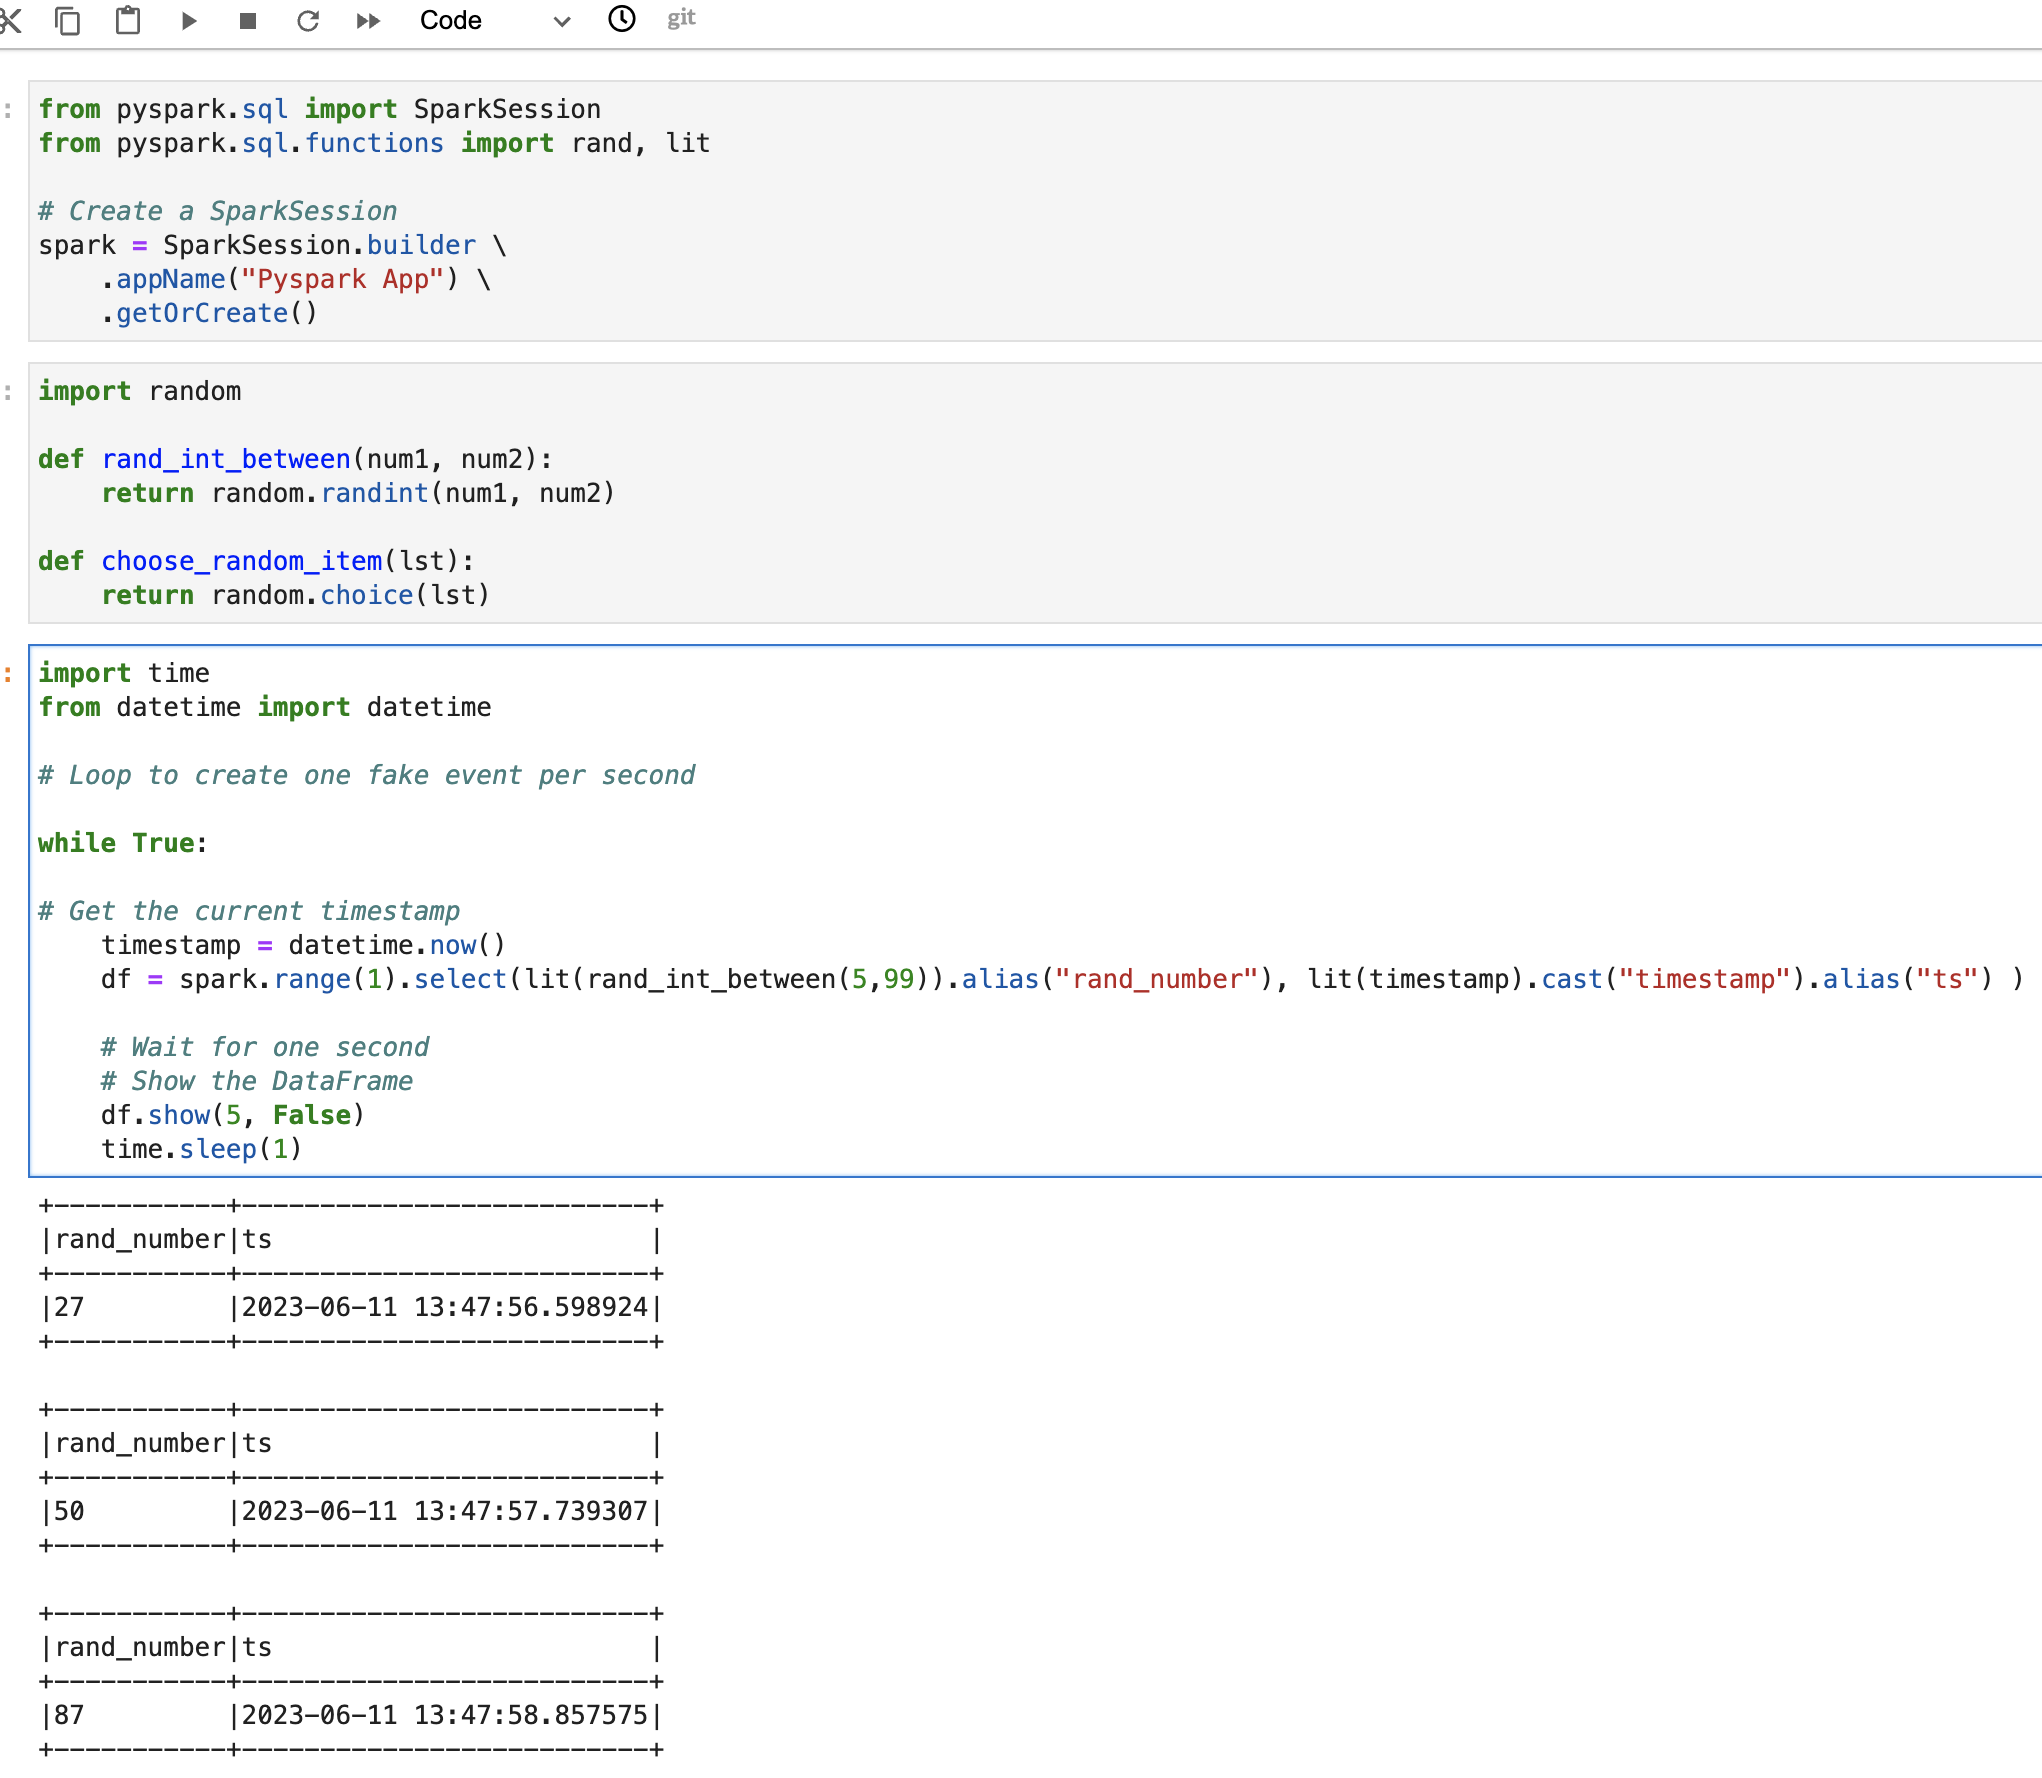 Code git
from pyspark.sql import SparkSession
from pyspark.sql.functions import rand, lit
# Create a SparkSession
spark = SparkSession.builder \
    .appName("Pyspark App") \
    .getOrCreate()
import random
def rand_int_between(num1, num2):
    return random.randint(num1, num2)
def choose_random_item(lst):
    return random.choice(lst)
import time
from datetime import datetime
# Loop to create one fake event per second
while True:
# Get the current timestamp
    timestamp = datetime.now()
    df = spark.range(1).select(lit(rand_int_between(5,99)).alias("rand_number"), lit(timestamp).cast("timestamp").alias("ts") )
    # Wait for one second
    # Show the DataFrame
    df.show(5, False)
    time.sleep(1)
+-----------+--------------------------+
|rand_number|ts                        |
+-----------+--------------------------+
|27         |2023-06-11 13:47:56.598924|
+-----------+--------------------------+
+-----------+--------------------------+
|rand_number|ts                        |
+-----------+--------------------------+
|50         |2023-06-11 13:47:57.739307|
+-----------+--------------------------+
+-----------+--------------------------+
|rand_number|ts                        |
+-----------+--------------------------+
|87         |2023-06-11 13:47:58.857575|
+-----------+--------------------------+